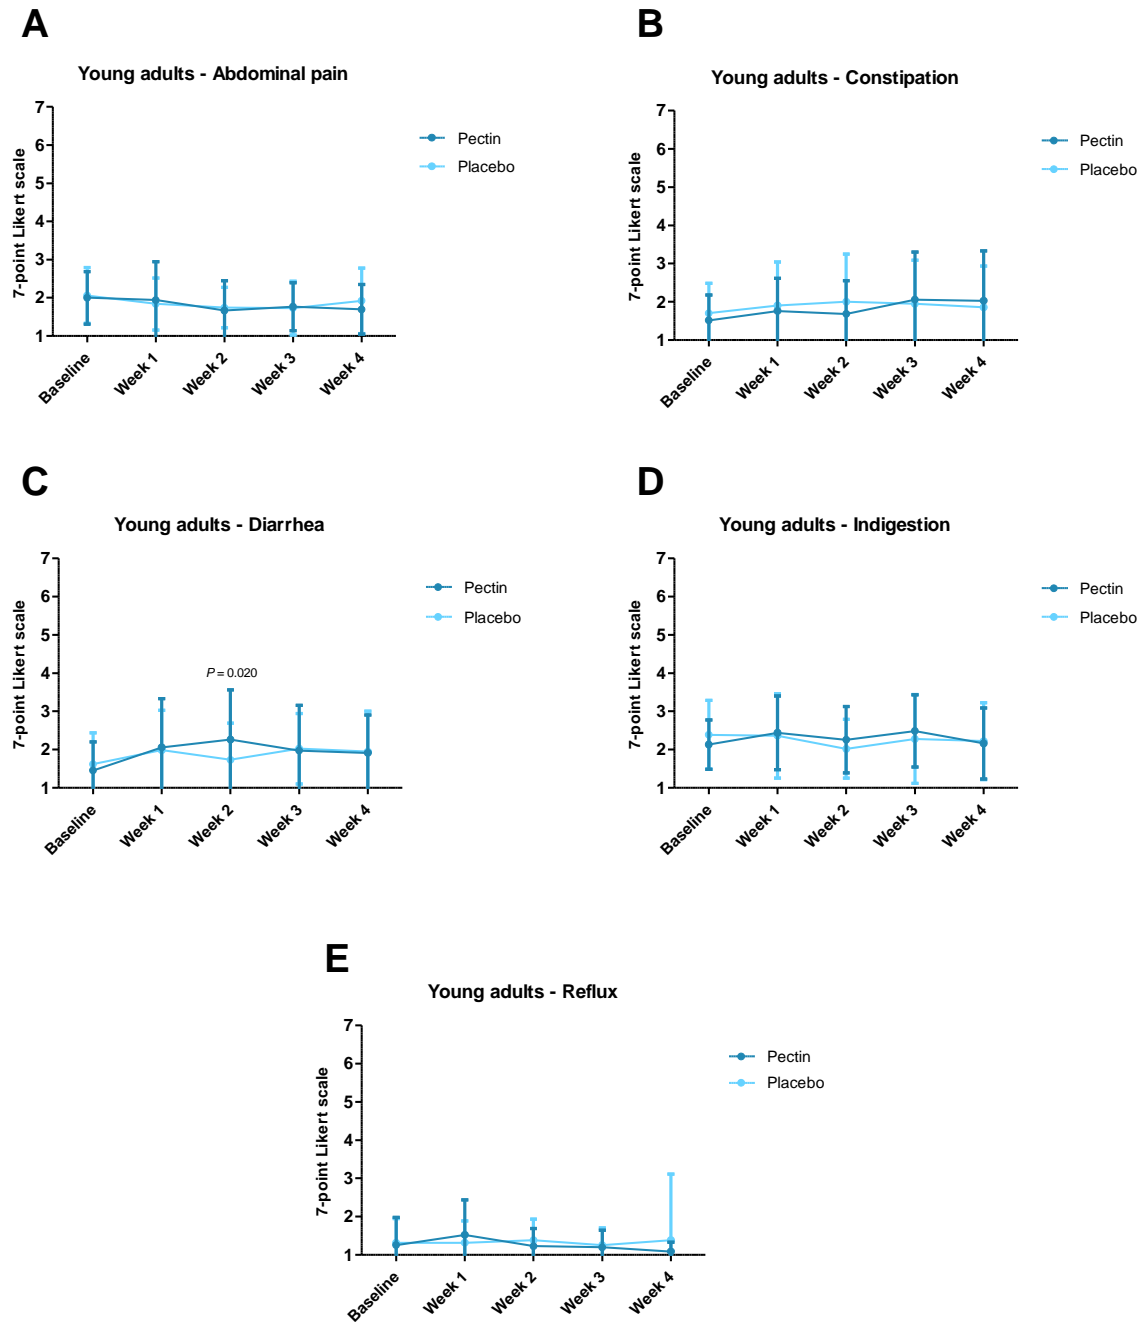 A
Young adults - Abdominal pain
7-point Likert scale
7
6
5
4
3
2
1
Baseline
Week 1
Week 2
Week 3
Week 4
Pectin
Placebo
B
Young adults - Constipation
7-point Likert scale
7
6
5
4
3
2
1
Baseline
Week 1
Week 2
Week 3
Week 4
Pectin
Placebo
C
Young adults - Diarrhea
7-point Likert scale
7
6
5
4
3
2
1
P = 0.020
Baseline
Week 1
Week 2
Week 3
Week 4
Pectin
Placebo
D
Young adults - Indigestion
7-point Likert scale
7
6
5
4
3
2
1
Baseline
Week 1
Week 2
Week 3
Week 4
Pectin
Placebo
E
Young adults - Reflux
7-point Likert scale
7
6
5
4
3
2
1
Baseline
Week 1
Week 2
Week 3
Week 4
Pectin
Placebo